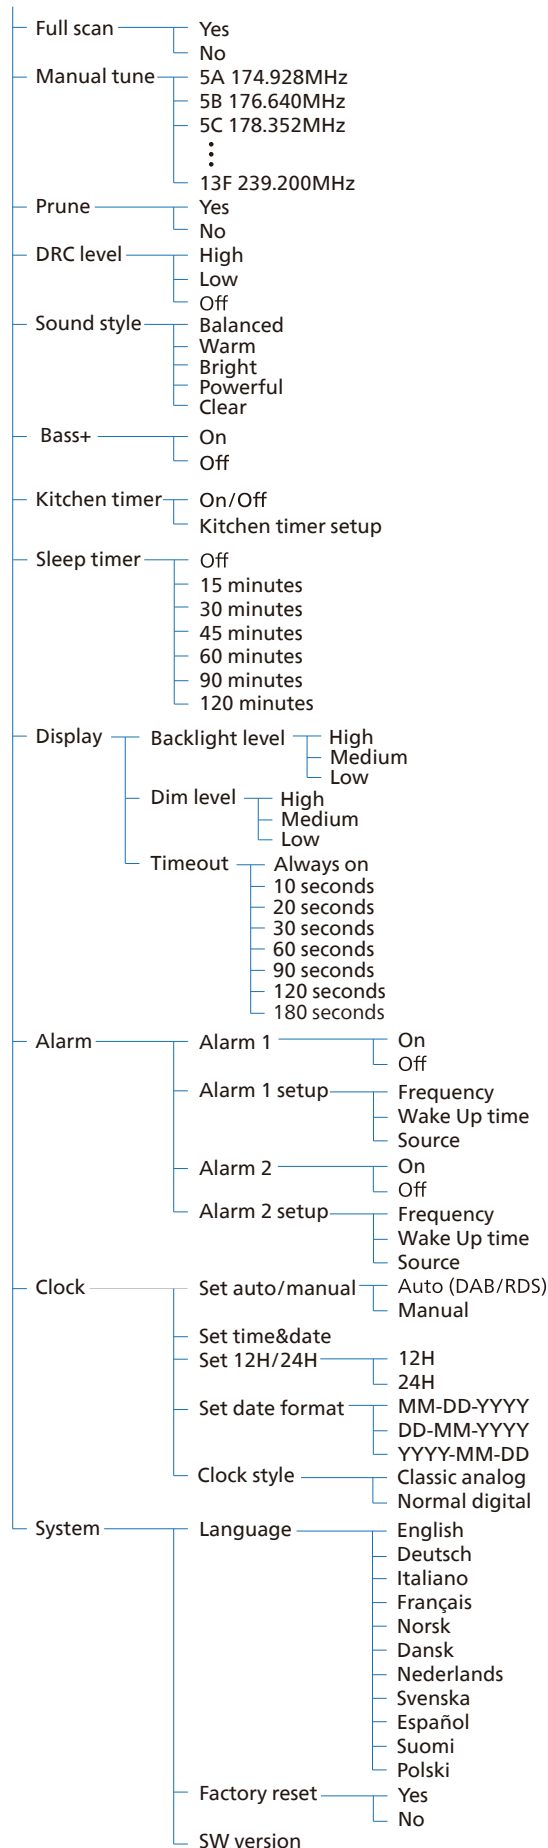 Full scan Yes
No
Manual tune 5A 174.928MHz
5B 176.640MHz
5C 178.352MHz
⋮
13F 239.200MHz
Prune Yes
No
DRC level High
Low
Off
Sound style Balanced
Warm
Bright
Powerful
Clear
Bass+ On
Off
Kitchen timer On/Off
Kitchen timer setup
Sleep timer Off
15 minutes
30 minutes
45 minutes
60 minutes
90 minutes
120 minutes
Display Backlight level High
Medium
Low
Dim level High
Medium
Low
Timeout Always on
10 seconds
20 seconds
30 seconds
60 seconds
90 seconds
120 seconds
180 seconds
Alarm Alarm 1 On
Off
Alarm 1 setup Frequency
Wake Up time
Source
Alarm 2 On
Off
Alarm 2 setup Frequency
Wake Up time
Source
Clock Set auto/manual Auto (DAB/RDS)
Manual
Set time&date
Set 12H/24H 12H
24H
Set date format MM-DD-YYYY
DD-MM-YYYY
YYYY-MM-DD
Clock style Classic analog
Normal digital
System Language English
Deutsch
Italiano
Français
Norsk
Dansk
Nederlands
Svenska
Español
Suomi
Polski
Factory reset Yes
No
SW version